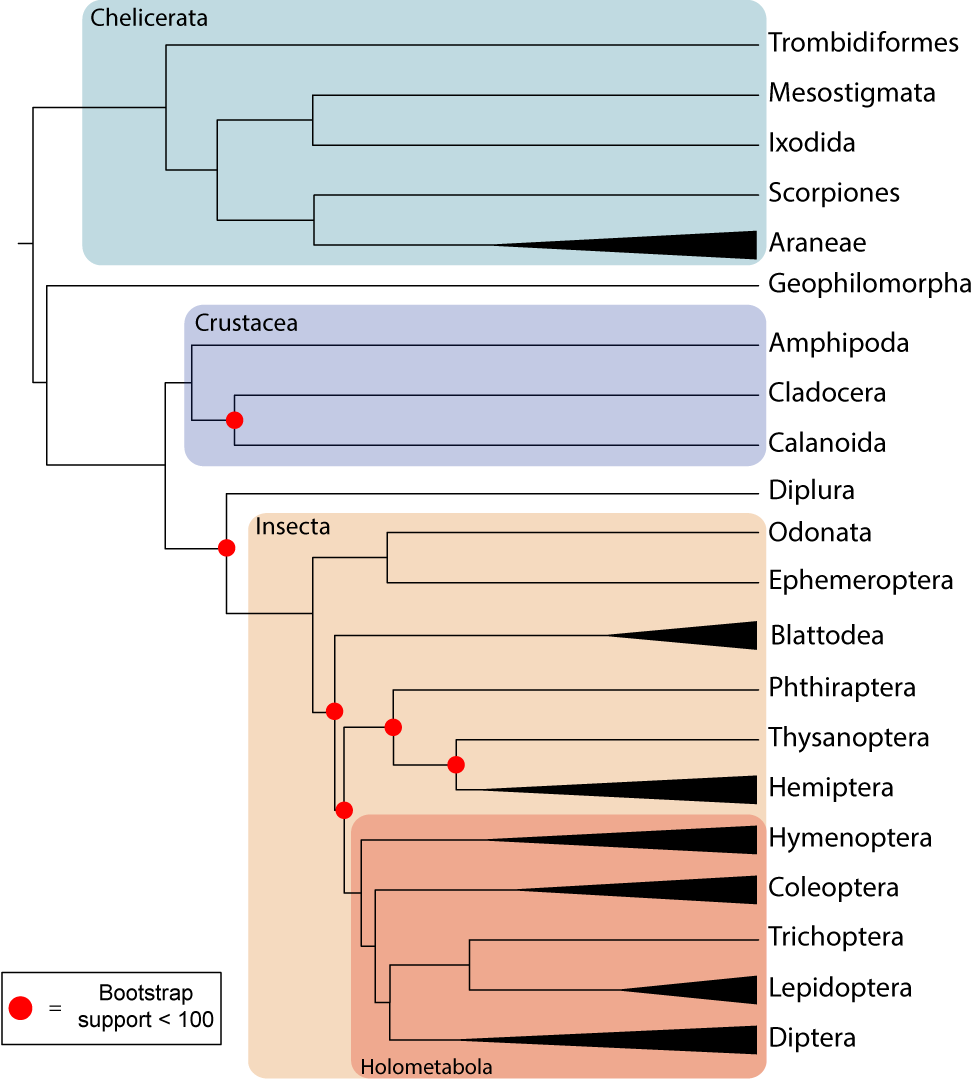 Chelicerata
Trombidiformes
Mesostigmata
Ixodida
Scorpiones
Araneae
Geophilomorpha
Crustacea
Amphipoda
Cladocera
Calanoida
Diplura
Insecta
Odonata
Ephemeroptera
Blattodea
Phthiraptera
Thysanoptera
Hemiptera
Hymenoptera
Coleoptera
Trichoptera
Lepidoptera
Diptera
Holometabola
= Bootstrap
support < 100